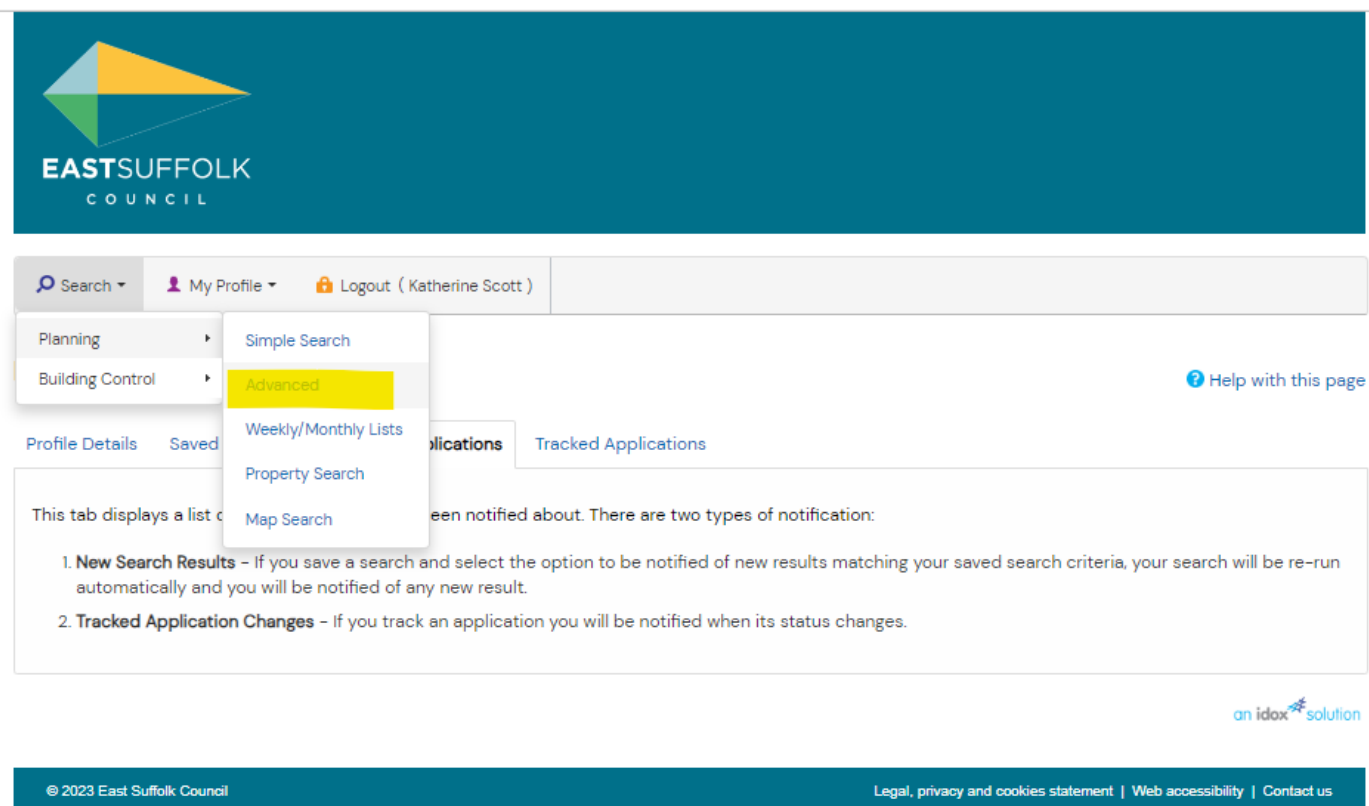 EASTSUFFOLK
COUNCIL
Search My Profile Logout ( Katherine Scott )
Planning
Building Control
Simple Search
Advanced
Weekly/Monthly Lists
Property Search
Map Search
Help with this page
Profile Details Saved plications Tracked Applications
This tab displays a list een notified about. There are two types of notification:
1. New Search Results - If you save a search and select the option to be notified of new results matching your saved search criteria, your search will be re-run
automatically and you will be notified of any new result.
2. Tracked Application Changes - If you track an application you will be notified when its status changes.
an idox solution
© 2023 East Suffolk Council Legal, privacy and cookies statement | Web accessibility | Contact us